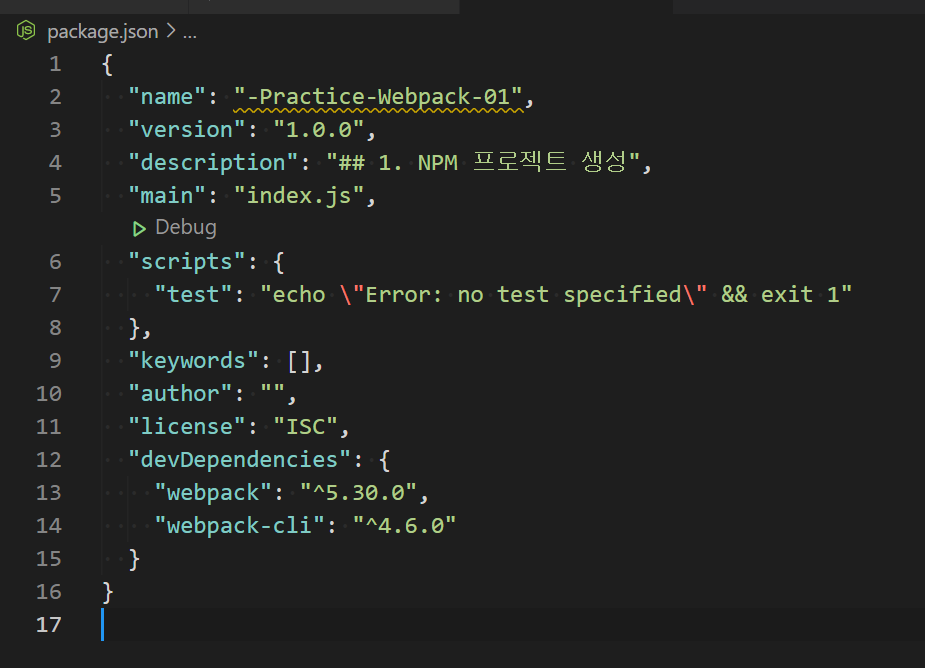 package.json > ...
1 {
2 "name": "-Practice-Webpack-01",
3 "version": "1.0.0",
4 "description": "## 1. NPM 프로젝트 생성",
5 "main": "index.js",
Debug
6 "scripts": {
7 "test": "echo \"Error: no test specified\" && exit 1"
8 },
9 "keywords": [],
10 "author": "",
11 "license": "ISC",
12 "devDependencies": {
13 "webpack": "^5.30.0",
14 "webpack-cli": "^4.6.0"
15 }
16 }
17